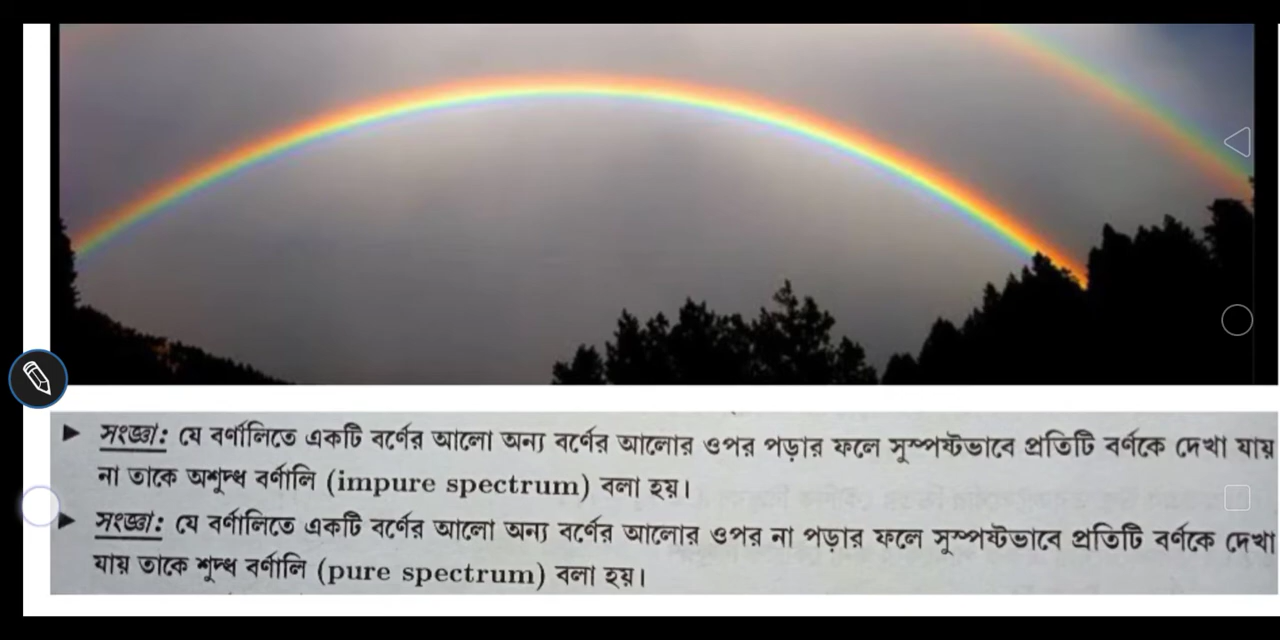 ► সংজ্ঞা: যে বর্ণালিতে একটি বর্ণের আলো অন্য বর্ণের আলোর ওপর পড়ার ফলে সুস্পষ্টভাবে প্রতিটি বর্ণকে দেখা যায়
না তাকে অশুদ্ধ বর্ণালি (impure spectrum) বলা হয়।
► সংজ্ঞা: যে বর্ণালিতে একটি বর্ণের আলো অন্য বর্ণের আলোর ওপর না পড়ার ফলে সুস্পষ্টভাবে প্রতিটি বর্ণকে দেখা
যায় তাকে শুদ্ধ বর্ণালি (pure spectrum) বলা হয়।